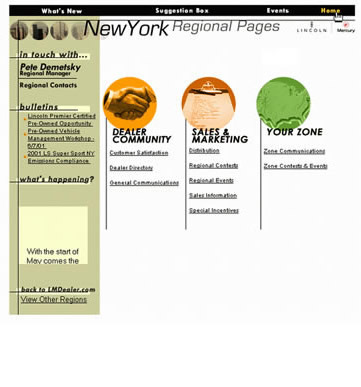 What's New Suggestion Box Events Home
NewYork Regional Pages
LINCOLN Mercury
in touch with...
Pete Demetsky
Regional Manager
Regional Contacts
bulletins
Lincoln Premier Certified
Pre-Owned Opportunity
Pre-Owned Vehicle
Management Workshop -
6/7/01
2001 LS Super Sport NY
Emissions Compliance
what's happening?
With the start of
May comes the
back to LMDealer.com
View Other Regions
DEALER
COMMUNITY
Customer Satisfaction
Dealer Directory
General Communications
SALES &
MARKETING
Distribution
Regional Contacts
Regional Events
Sales Information
Special Incentives
YOUR ZONE
Zone Communications
Zone Contacts & Events